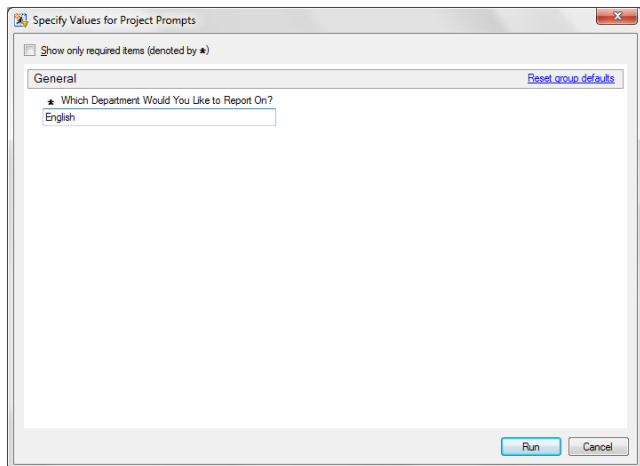 Specify Values for Project Prompts
Show only required items (denoted by *)
General Reset group defaults
* Which Department Would You Like to Report On?
English
Run Cancel